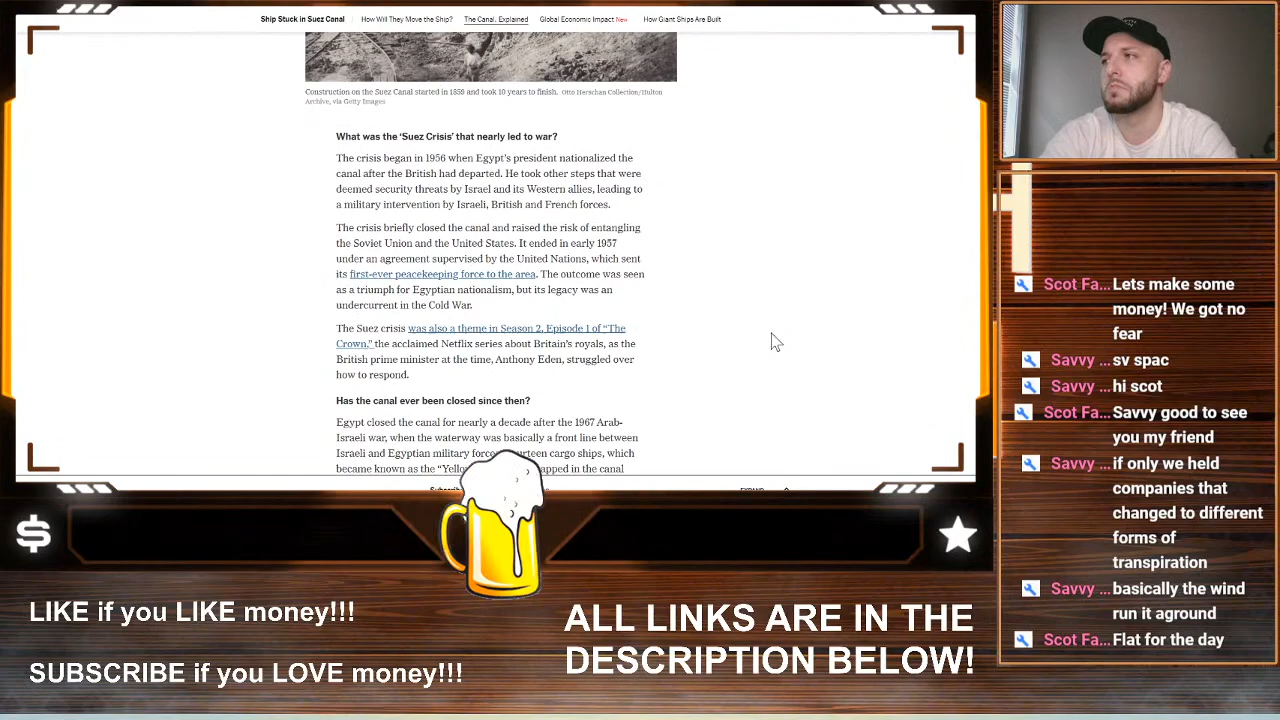 Ship Stuck in Suez Canal
How Will They Move the Ship?
The Canal, Explained
Global Economic Impact New
How Giant Ships Are Built
Construction on the Suez Canal started in 1859 and took 10 years to finish. Otto Herschan Collection/Hulton
Archive, via Getty Images
What was the ‘Suez Crisis’ that nearly led to war?
The crisis began in 1956 when Egypt’s president nationalized the
canal after the British had departed. He took other steps that were
deemed security threats by Israel and its Western allies, leading to
a military intervention by Israeli, British and French forces.
The crisis briefly closed the canal and raised the risk of entangling
the Soviet Union and the United States. It ended in early 1957
under an agreement supervised by the United Nations, which sent
its first-ever peacekeeping force to the area. The outcome was seen
as a triumph for Egyptian nationalism, but its legacy was an
undercurrent in the Cold War.
The Suez crisis was also a theme in Season 2, Episode 1 of “The
Crown,” the acclaimed Netflix series about Britain’s royals, as the
British prime minister at the time, Anthony Eden, struggled over
how to respond.
Has the canal ever been closed since then?
Egypt closed the canal for nearly a decade after the 1967 Arab-
Israeli war, when the waterway was basically a front line between
Israeli and Egyptian military cargo ships, which
became known as the in the canal
Scot Fa... Lets make some
money! We got no
fear
Savvy ... sv spac
Savvy ... hi scot
Scot Fa... Savvy good to see
you my friend
Savvy ... if only we held
companies that
changed to different
forms of
transpiration
Savvy ... basically the wind
run it aground
Scot Fa... Flat for the day
LIKE if you LIKE money!!!
SUBSCRIBE if you LOVE money!!!
ALL LINKS ARE IN THE
DESCRIPTION BELOW!